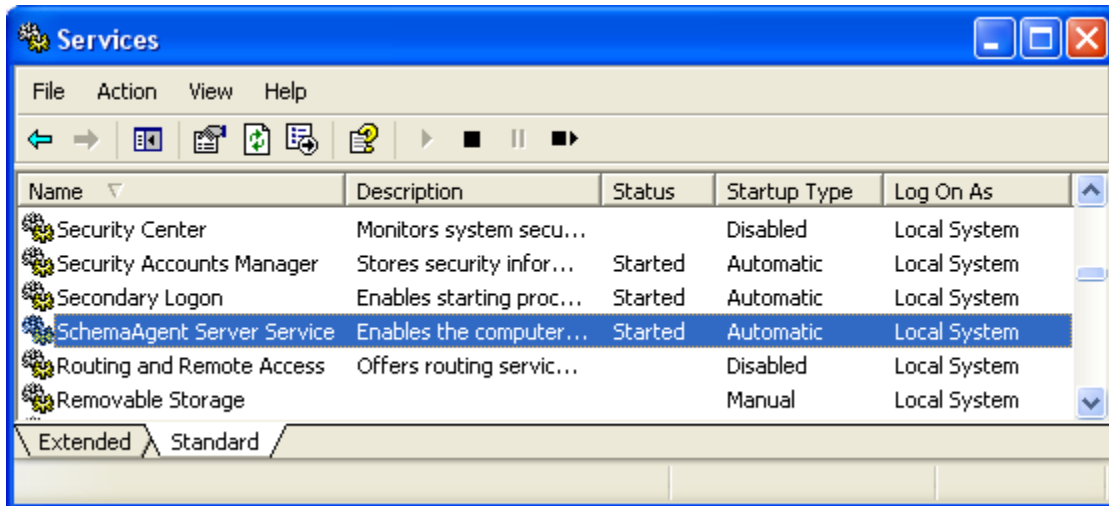 Services
File Action View Help
Name Description Status Startup Type Log On As
Security Center Monitors system secu... Disabled Local System
Security Accounts Manager Stores security infor... Started Automatic Local System
Secondary Logon Enables starting proc... Started Automatic Local System
SchemaAgent Server Service Enables the computer... Started Automatic Local System
Routing and Remote Access Offers routing servic... Disabled Local System
Removable Storage Manual Local System
Extended Standard